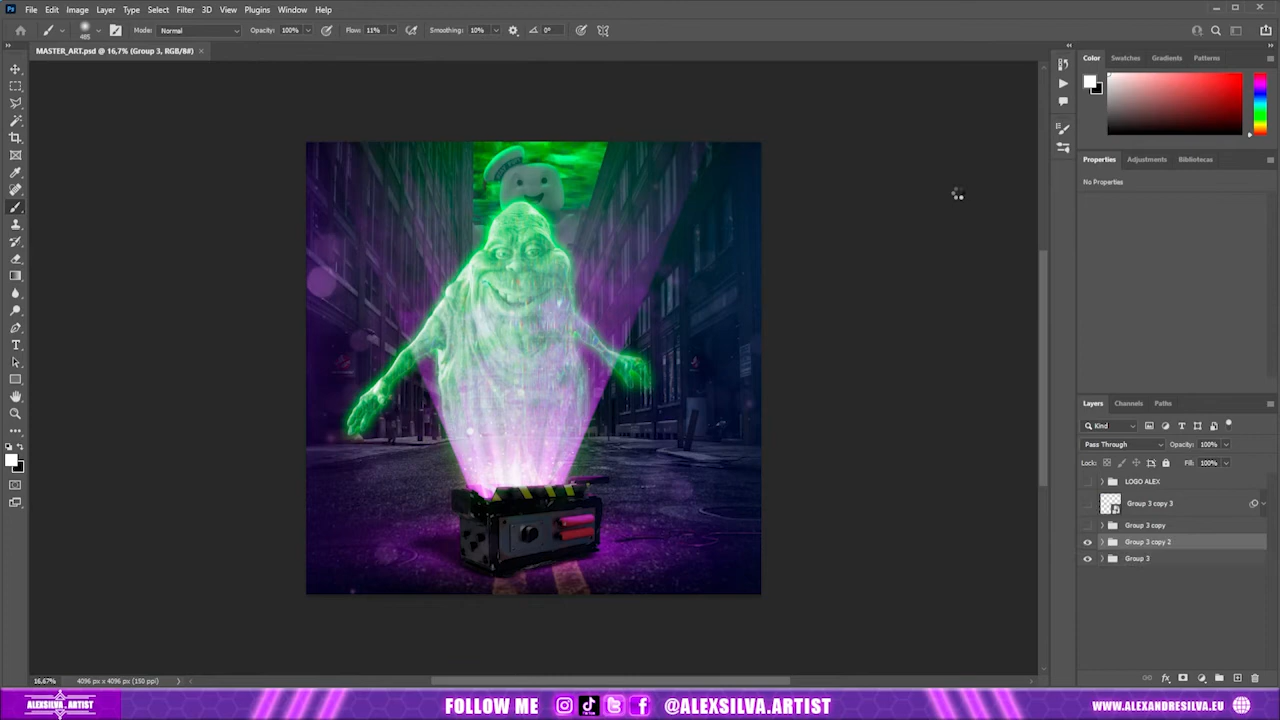 Ps File Edit Image Layer Type Select Filter 3D View Plugins Window Help
485 Mode: Normal Opacity: 100% Flow: 11% Smoothing: 10% 0°
MASTER_ART.psd @ 16,7% (Group 3, RGB/8#) ×
Color Swatches Gradients Patterns
Properties Adjustments Bibliotecas
No Properties
Layers Channels Paths
Kind
Pass Through Opacity: 100%
Lock: Fill: 100%
LOGO ALEX
Group 3 copy 3
Group 3 copy
Group 3 copy 2
Group 3
16,67% 4096 px x 4096 px (150 ppi)
ALEXSILVA.ARTIST FOLLOW ME @ALEXSILVA.ARTIST WWW.ALEXANDRESILVA.EU